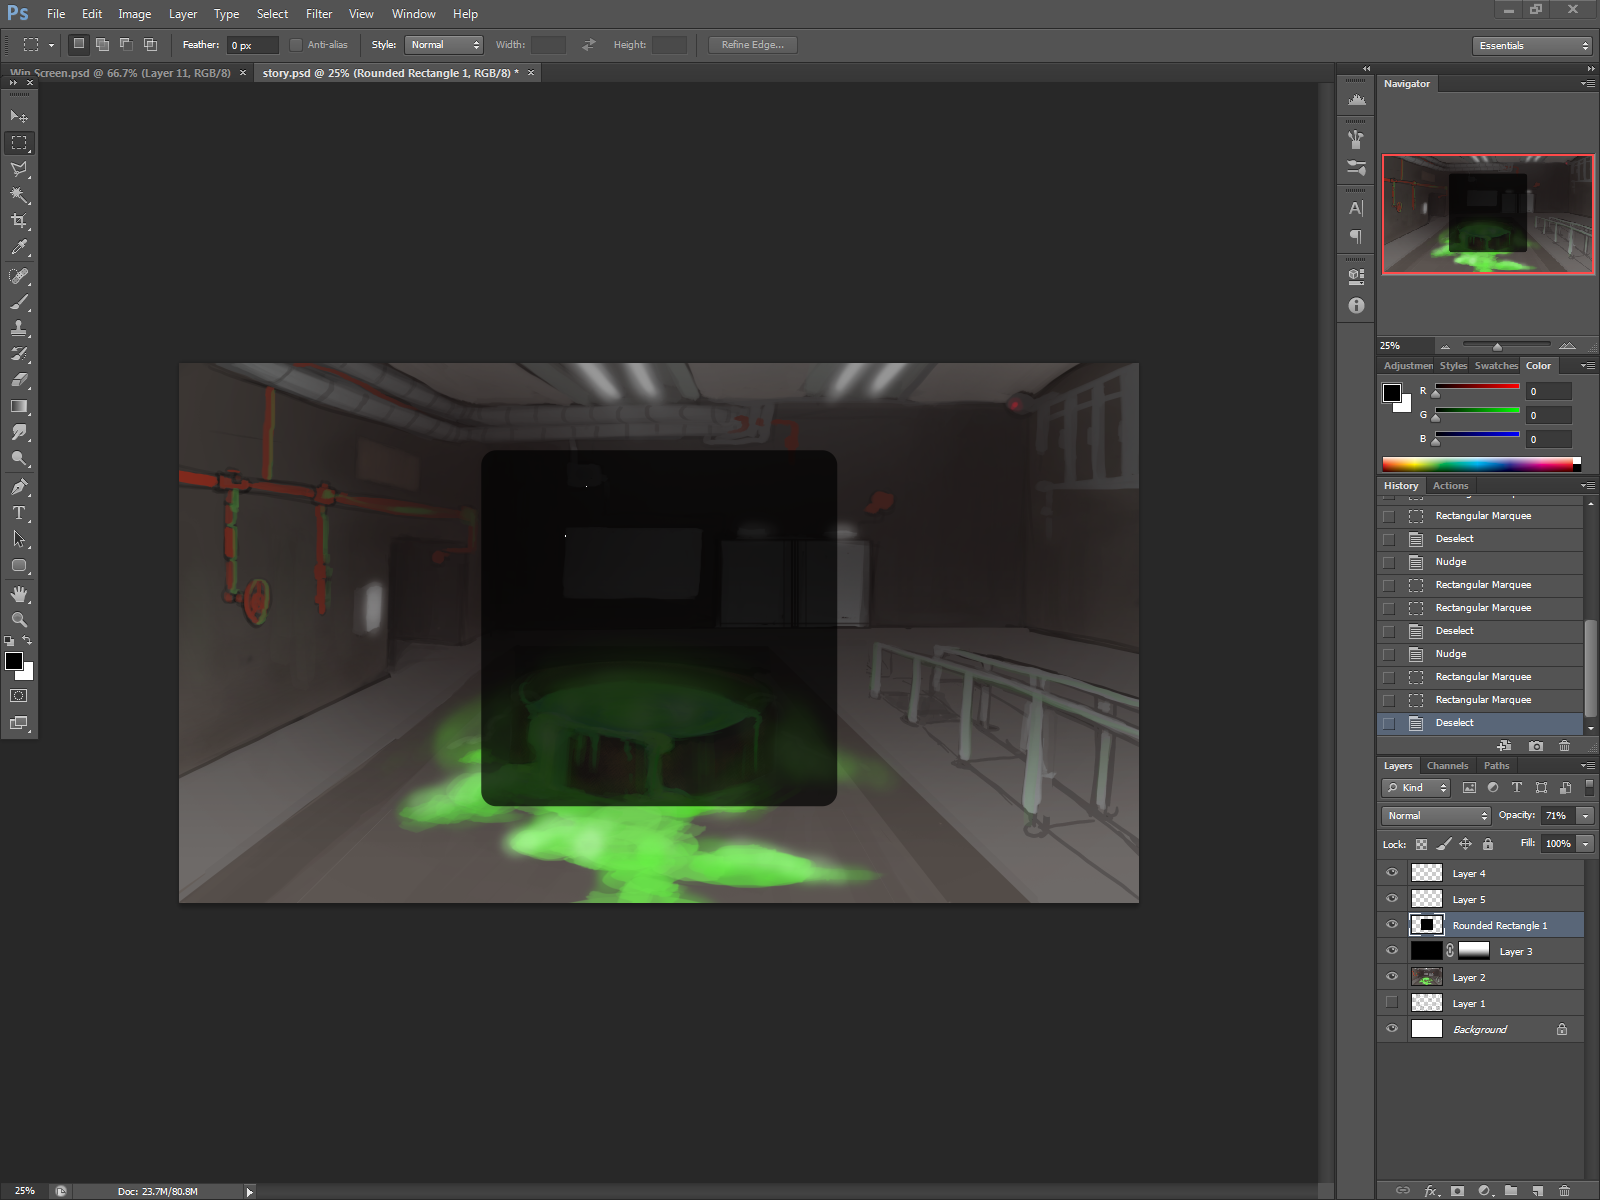 Ps File Edit Image Layer Type Select Filter View Window Help
Feather: 0 px Anti-alias Style: Normal Width: Height: Refine Edge... Essentials
Win Screen.psd @ 66.7% (Layer 11, RGB/8) × story.psd @ 25% (Rounded Rectangle 1, RGB/8) * ×
Navigator
25%
Adjustmen Styles Swatches Color
R 0
G 0
B 0
History Actions
Rectangular Marquee
Deselect
Nudge
Rectangular Marquee
Rectangular Marquee
Deselect
Nudge
Rectangular Marquee
Rectangular Marquee
Deselect
Layers Channels Paths
Kind
Normal Opacity: 71%
Lock: Fill: 100%
Layer 4
Layer 5
Rounded Rectangle 1
Layer 3
Layer 2
Layer 1
Background
25% Doc: 23.7M/80.8M